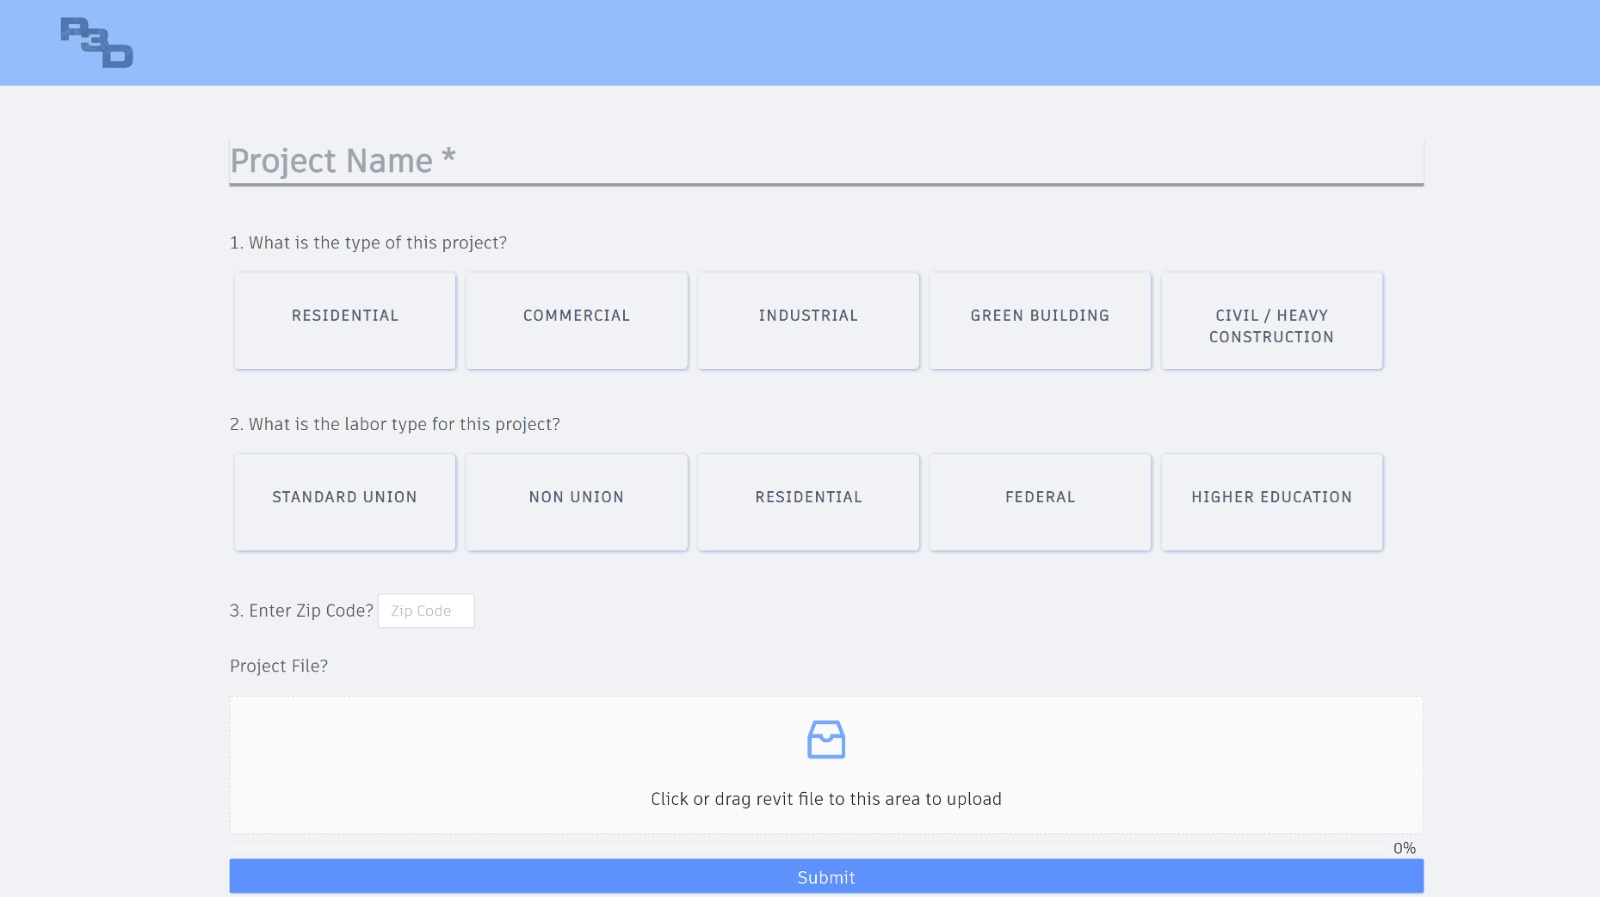 P3D
Project Name *
1. What is the type of this project?
RESIDENTIAL
COMMERCIAL
INDUSTRIAL
GREEN BUILDING
CIVIL / HEAVY
CONSTRUCTION
2. What is the labor type for this project?
STANDARD UNION
NON UNION
RESIDENTIAL
FEDERAL
HIGHER EDUCATION
3. Enter Zip Code? Zip Code
Project File?
Click or drag revit file to this area to upload
0%
Submit